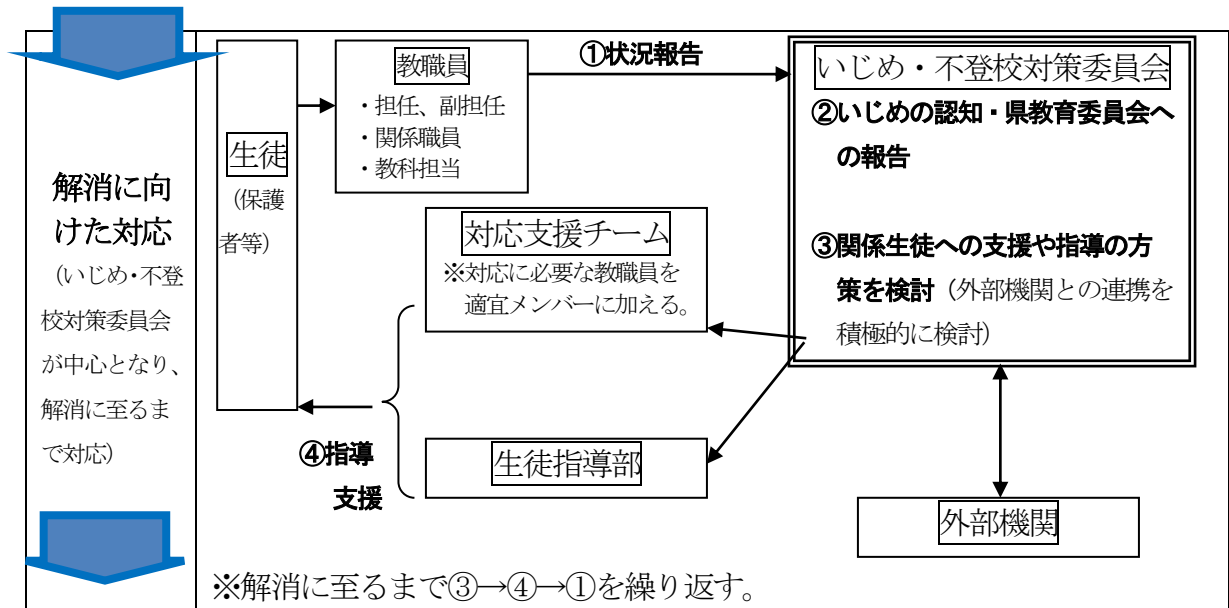 解消に向
けた対応
（いじめ・不登
校対策委員会
が中心となり、
解消に至るま
で対応）
生徒
（保護
者等）
教職員
・担任、副担任
・関係職員
・教科担当
①状況報告
いじめ・不登校対策委員会
②いじめの認知・県教育委員会へ
の報告
③関係生徒への支援や指導の方
策を検討（外部機関との連携を
積極的に検討）
対応支援チーム
※対応に必要な教職員を
適宜メンバーに加える。
生徒指導部
④指導
支援
外部機関
※解消に至るまで③→④→①を繰り返す。